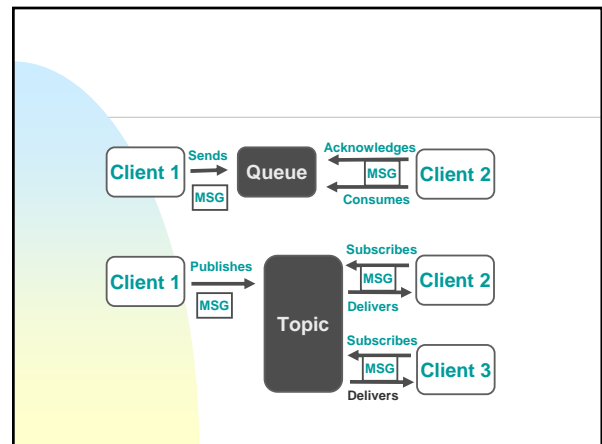 Client 1
Sends
MSG
Queue
Acknowledges
MSG
Consumes
Client 2
Client 1
Publishes
MSG
Topic
Subscribes
MSG
Delivers
Client 2
Subscribes
MSG
Delivers
Client 3